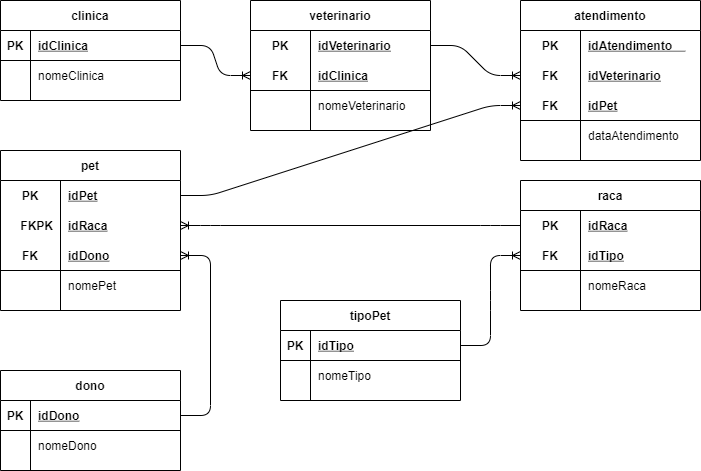 clinica
PK idClinica
nomeClinica
veterinario
PK idVeterinario
FK idClinica
nomeVeterinario
atendimento
PK idAtendimento
FK idVeterinario
FK idPet
dataAtendimento
pet
PK idPet
FKPK idRaca
FK idDono
nomePet
raca
PK idRaca
FK idTipo
nomeRaca
tipoPet
PK idTipo
nomeTipo
dono
PK idDono
nomeDono